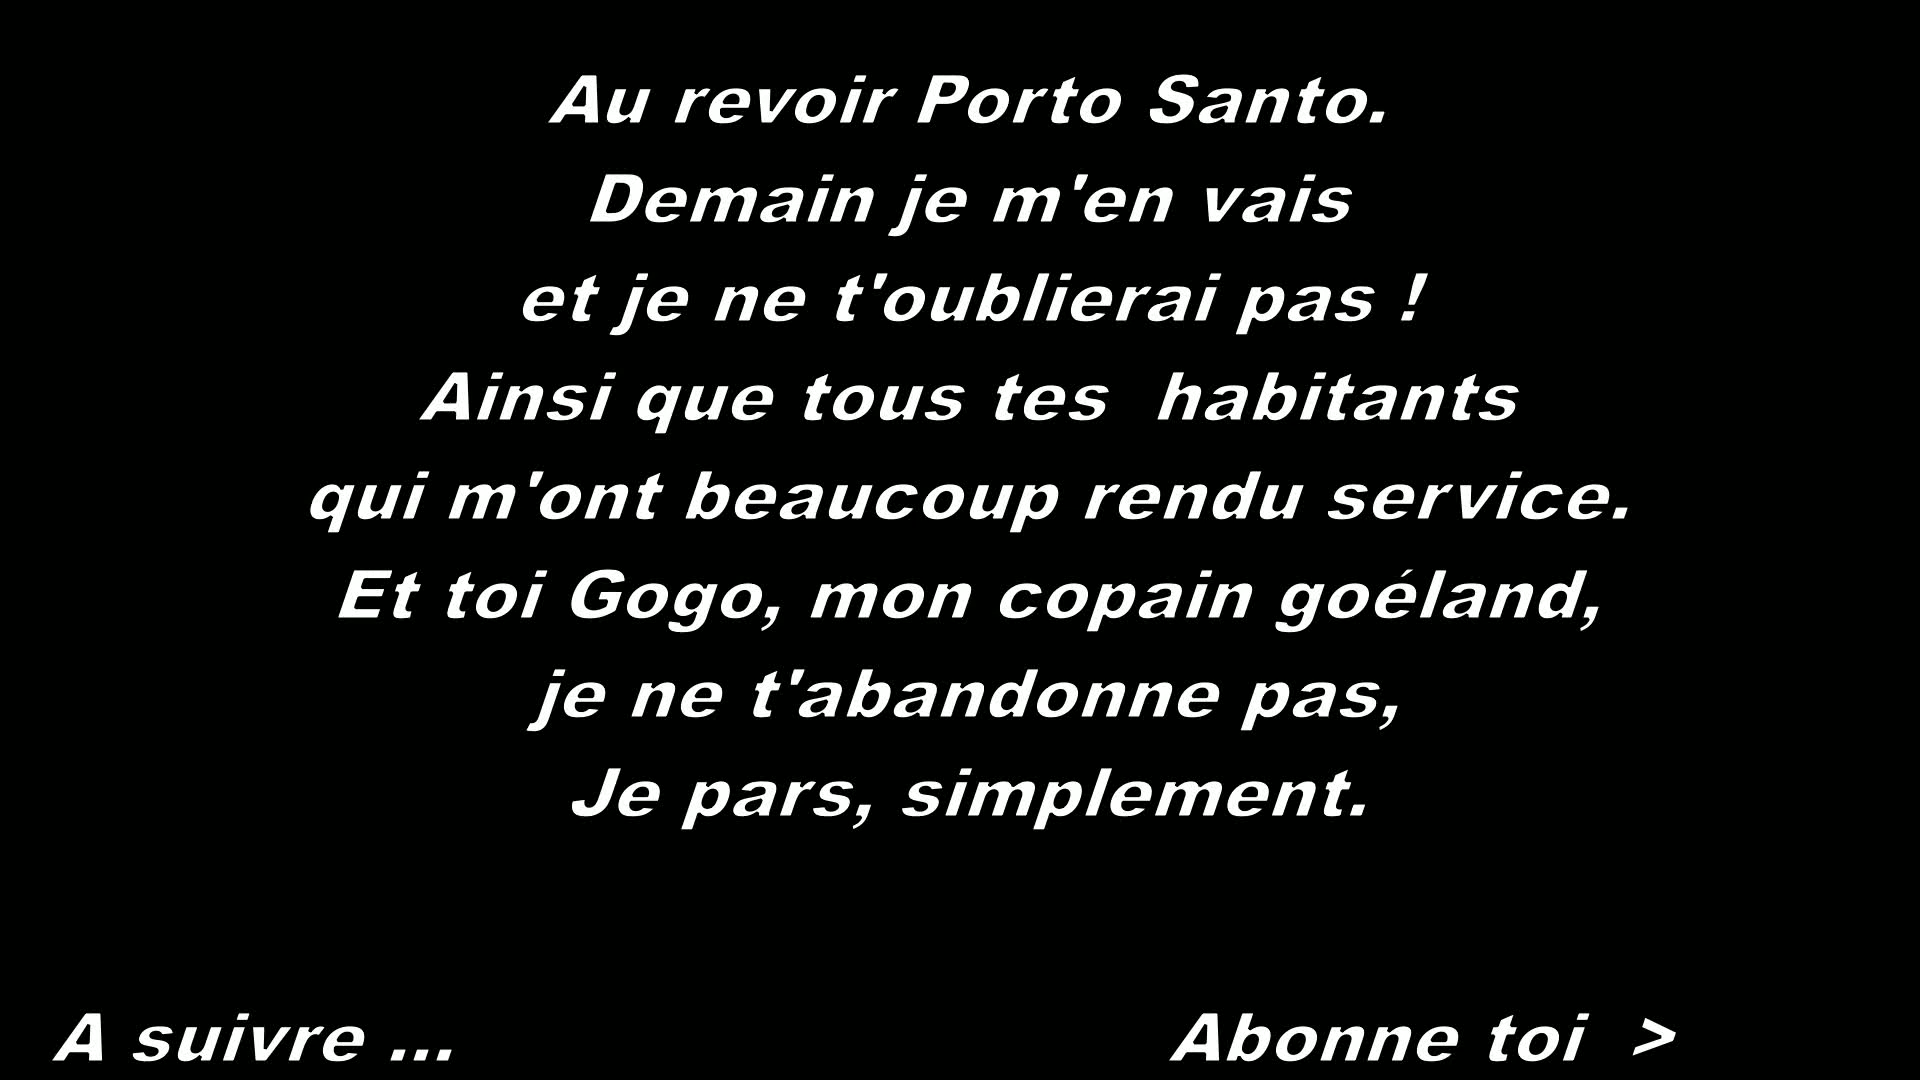 Au revoir Porto Santo.
Demain je m'en vais
et je ne t'oublierai pas !
Ainsi que tous tes  habitants
qui m'ont beaucoup rendu service.
Et toi Gogo, mon copain goéland,
je ne t'abandonne pas,
Je pars, simplement.
A suivre ...
Abonne toi  >